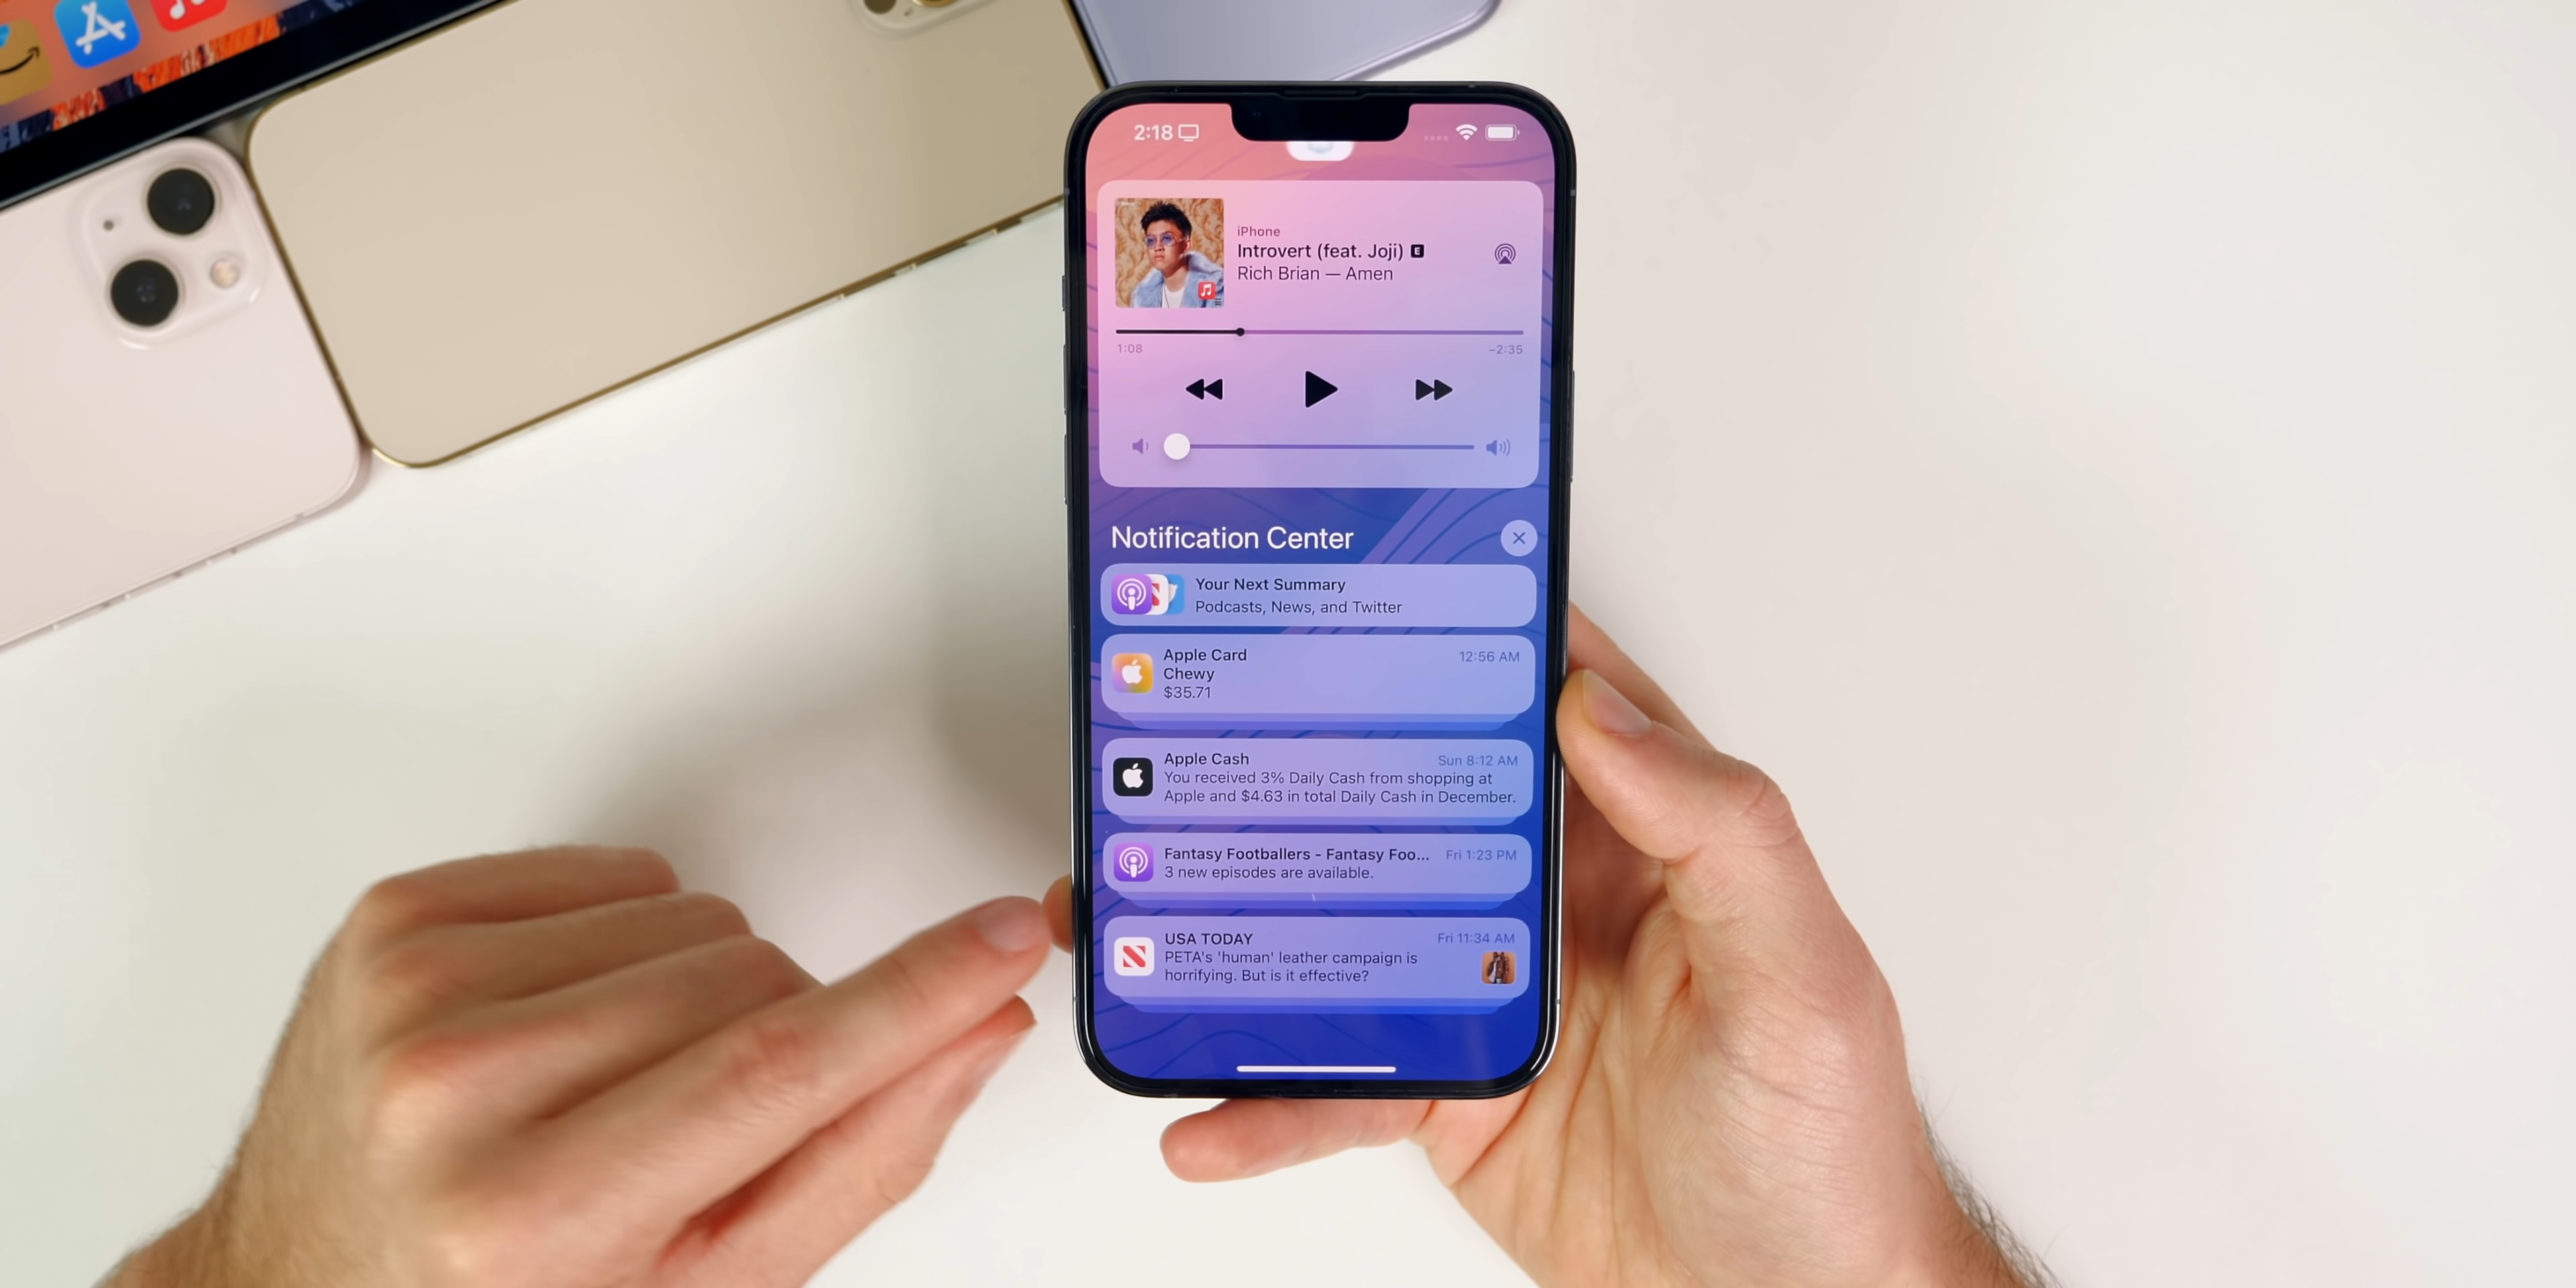 2:18
iPhone
Introvert (feat. Joji) E
Rich Brian — Amen
1:08
-2:35
Notification Center
Your Next Summary
Podcasts, News, and Twitter
Apple Card
12:56 AM
Chewy
$35.71
Apple Cash
Sun 8:12 AM
You received 3% Daily Cash from shopping at
Apple and $4.63 in total Daily Cash in December.
Fantasy Footballers - Fantasy Foo...
Fri 1:23 PM
3 new episodes are available.
USA TODAY
Fri 11:34 AM
PETA's 'human' leather campaign is
horrifying. But is it effective?